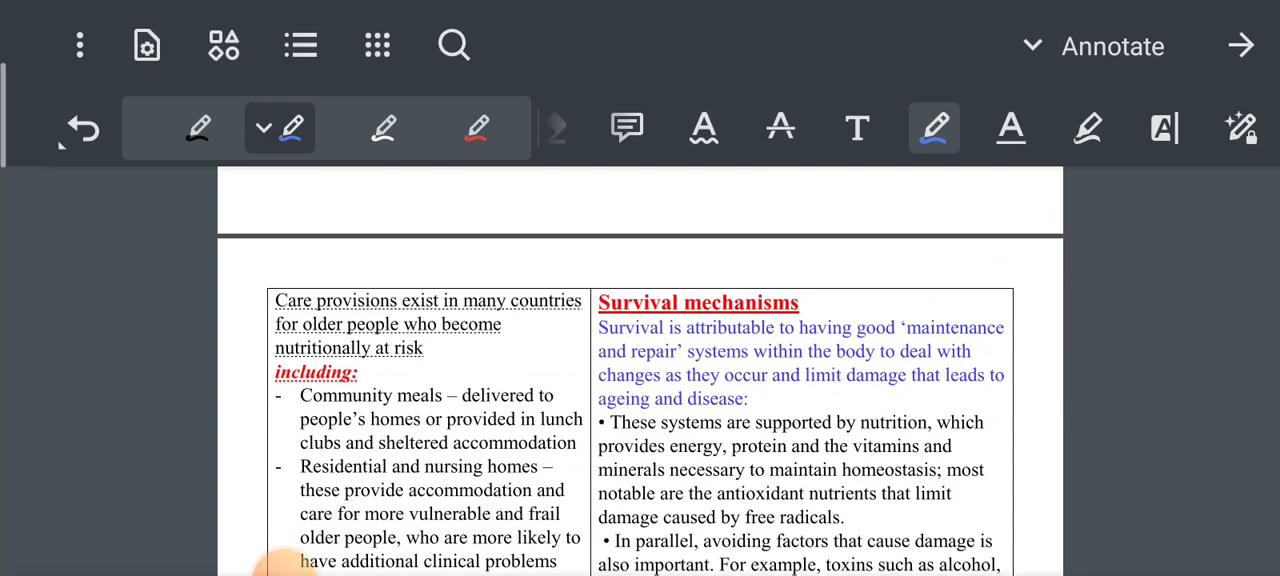 Annotate
Care provisions exist in many countries
for older people who become
nutritionally at risk
including:
- Community meals – delivered to
people’s homes or provided in lunch
clubs and sheltered accommodation
- Residential and nursing homes –
these provide accommodation and
care for more vulnerable and frail
older people, who are more likely to
have additional clinical problems
Survival mechanisms
Survival is attributable to having good ‘maintenance
and repair’ systems within the body to deal with
changes as they occur and limit damage that leads to
ageing and disease:
• These systems are supported by nutrition, which
provides energy, protein and the vitamins and
minerals necessary to maintain homeostasis; most
notable are the antioxidant nutrients that limit
damage caused by free radicals.
• In parallel, avoiding factors that cause damage is
also important. For example, toxins such as alcohol,